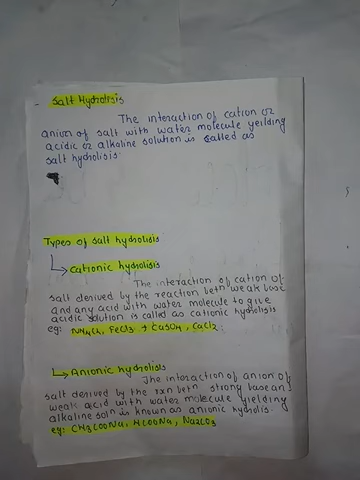 Salt Hydrolisis
The interaction of cation or
anion of salt with water molecule yeilding
acidic or alkaline solution is called as
salt hydrolisis.
Types of salt hydrolisis
↳ Cationic hydrolisis
The interaction of cation of
salt derived by the reaction betn weak base
and any acid with water molecule to give
acidic solution is called as cationic hydrolisis
eg: NH4Cl, FeCl3, CuSO4, CaCl2.
↳ Anionic hydrolisis
The interaction of anion of
salt derived by the rxn betn strong base an
weak acid with water molecule yielding
alkaline soln is known as anionic hydrolis.
eg: CH3COONa, HCOONa, Na2CO3